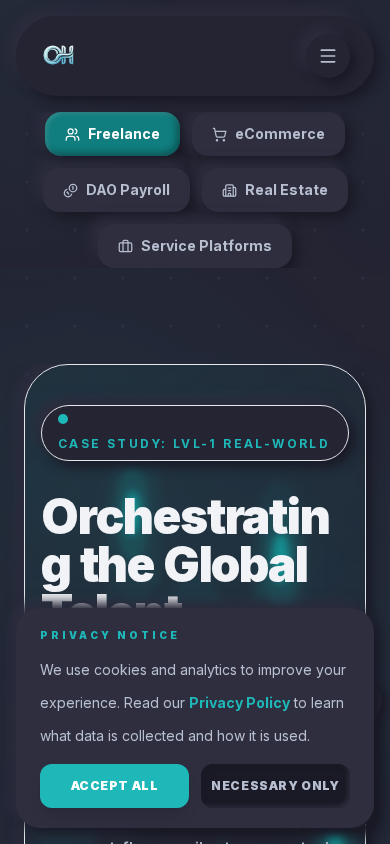 OH
Freelance
eCommerce
DAO Payroll
Real Estate
Service Platforms
CASE STUDY: LVL-1 REAL-WORLD
Orchestratin
g the Global
Talent
PRIVACY NOTICE
We use cookies and analytics to improve your
experience. Read our Privacy Policy to learn
what data is collected and how it is used.
ACCEPT ALL
NECESSARY ONLY